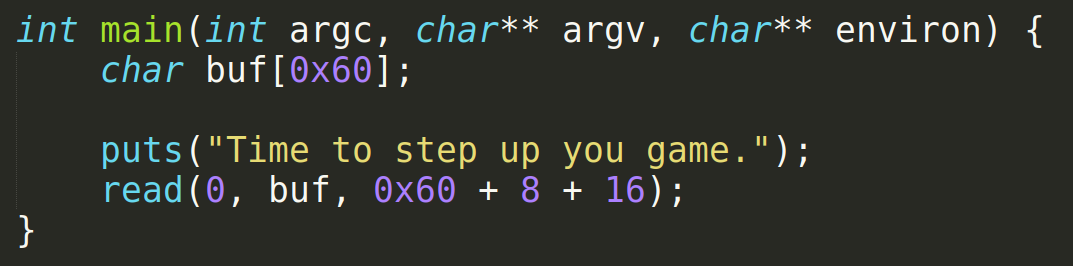 int main(int argc, char** argv, char** environ) {
    char buf[0x60];

    puts("Time to step up you game.");
    read(0, buf, 0x60 + 8 + 16);
}